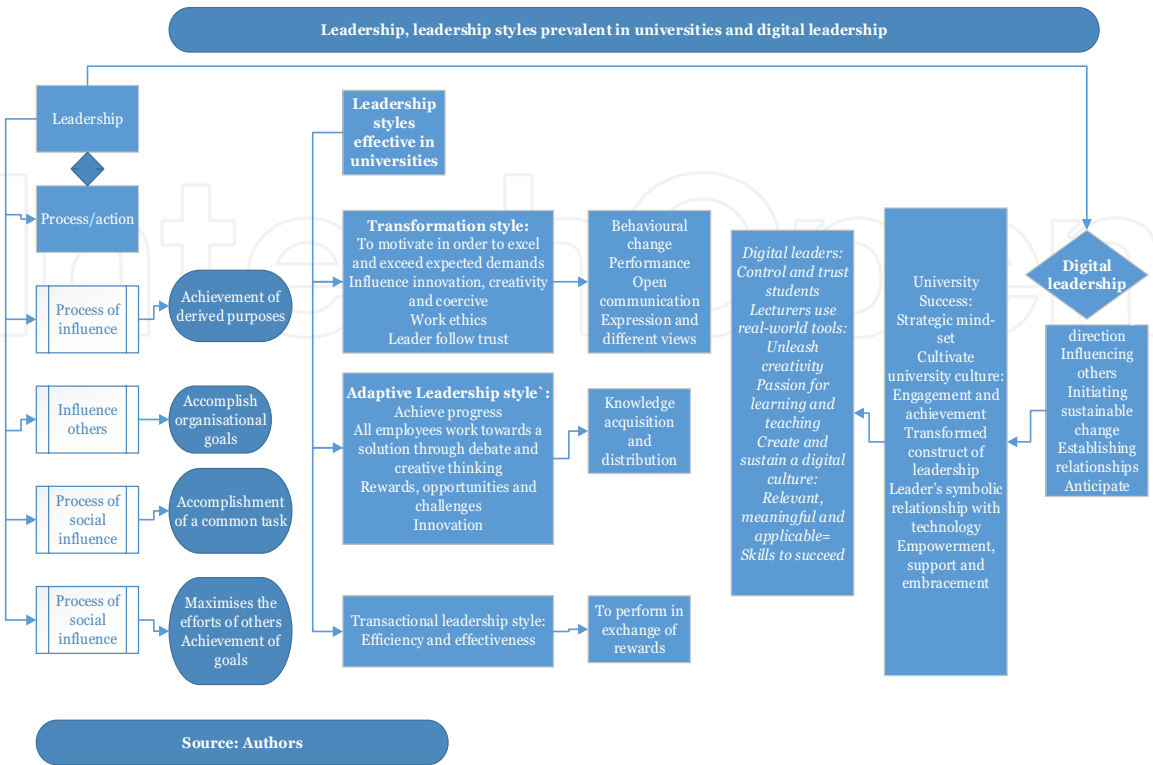 Leadership, leadership styles prevalent in universities and digital leadership
Leadership
Process/action
Process of
influence
Achievement of
derived purposes
Influence
others
Accomplish
organisational
goals
Process of
social
influence
Accomplishment
of a common task
Process of
social
influence
Maximises the
efforts of others
Achievement of
goals
Leadership
styles
effective in
universities
Transformation style:
To motivate in order to excel
and exceed expected demands
Influence innovation, creativity
and coercive
Work ethics
Leader follow trust
Behavioural
change
Performance
Open
communication
Expression and
different views
Adaptive Leadership style`:
Achieve progress
All employees work towards a
solution through debate and
creative thinking
Rewards, opportunities and
challenges
Innovation
Knowledge
acquisition
and
distribution
Transactional leadership style:
Efficiency and effectiveness
To perform in
exchange of
rewards
Digital leaders:
Control and trust
students
Lecturers use
real-world tools:
Unleash
creativity
Passion for
learning and
teaching
Create and
sustain a digital
culture:
Relevant,
meaningful and
applicable=
Skills to succeed
University
Success:
Strategic mind-
set
Cultivate
university culture:
Engagement and
achievement
Transformed
construct of
leadership
Leader's symbolic
relationship with
technology
Empowerment,
support and
embracement
Digital
leadership
direction
Influencing
others
Initiating
sustainable
change
Establishing
relationships
Anticipate
Source: Authors
IntechOpen